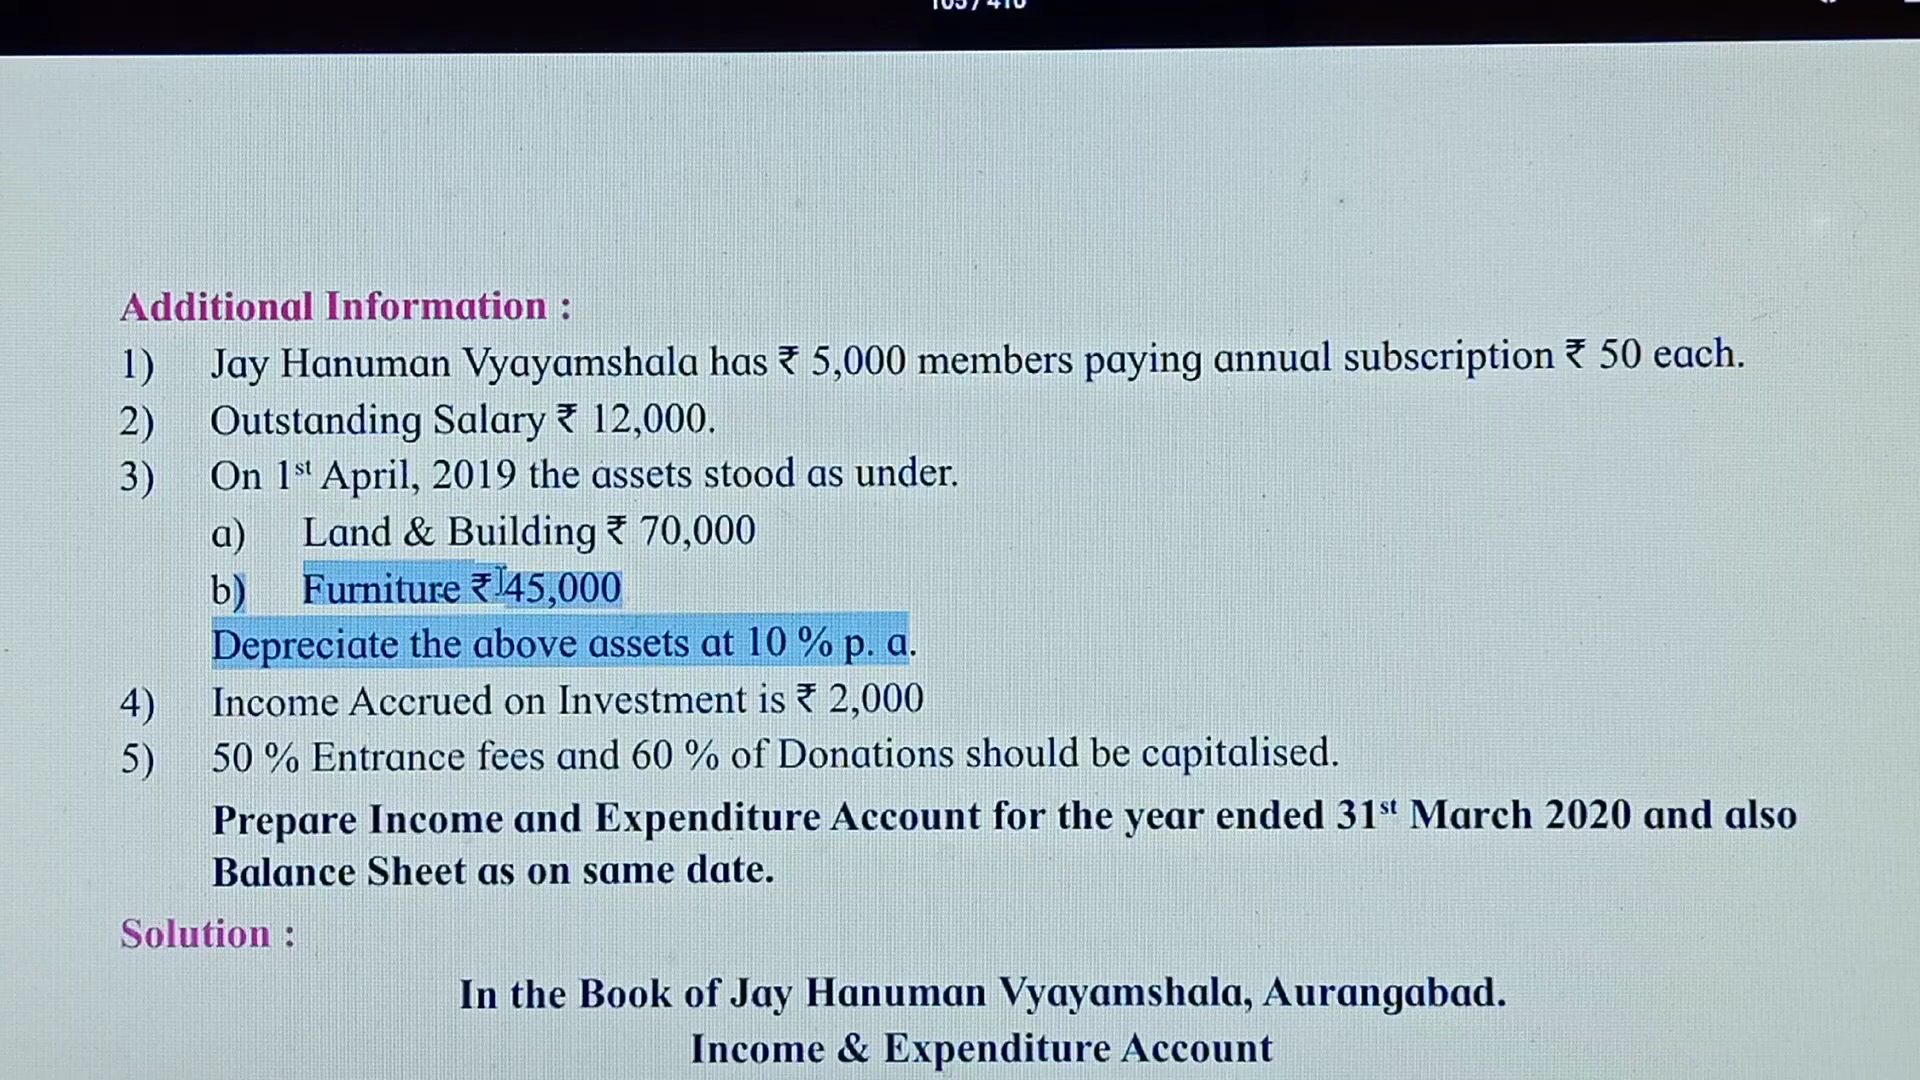 Additional Information :
1) Jay Hanuman Vyayamshala has ₹ 5,000 members paying annual subscription ₹ 50 each.
2) Outstanding Salary ₹ 12,000.
3) On 1st April, 2019 the assets stood as under.
a) Land & Building ₹ 70,000
b) Furniture ₹ 45,000
Depreciate the above assets at 10 % p. a.
4) Income Accrued on Investment is ₹ 2,000
5) 50 % Entrance fees and 60 % of Donations should be capitalised.
Prepare Income and Expenditure Account for the year ended 31st March 2020 and also
Balance Sheet as on same date.
Solution :
In the Book of Jay Hanuman Vyayamshala, Aurangabad.
Income & Expenditure Account